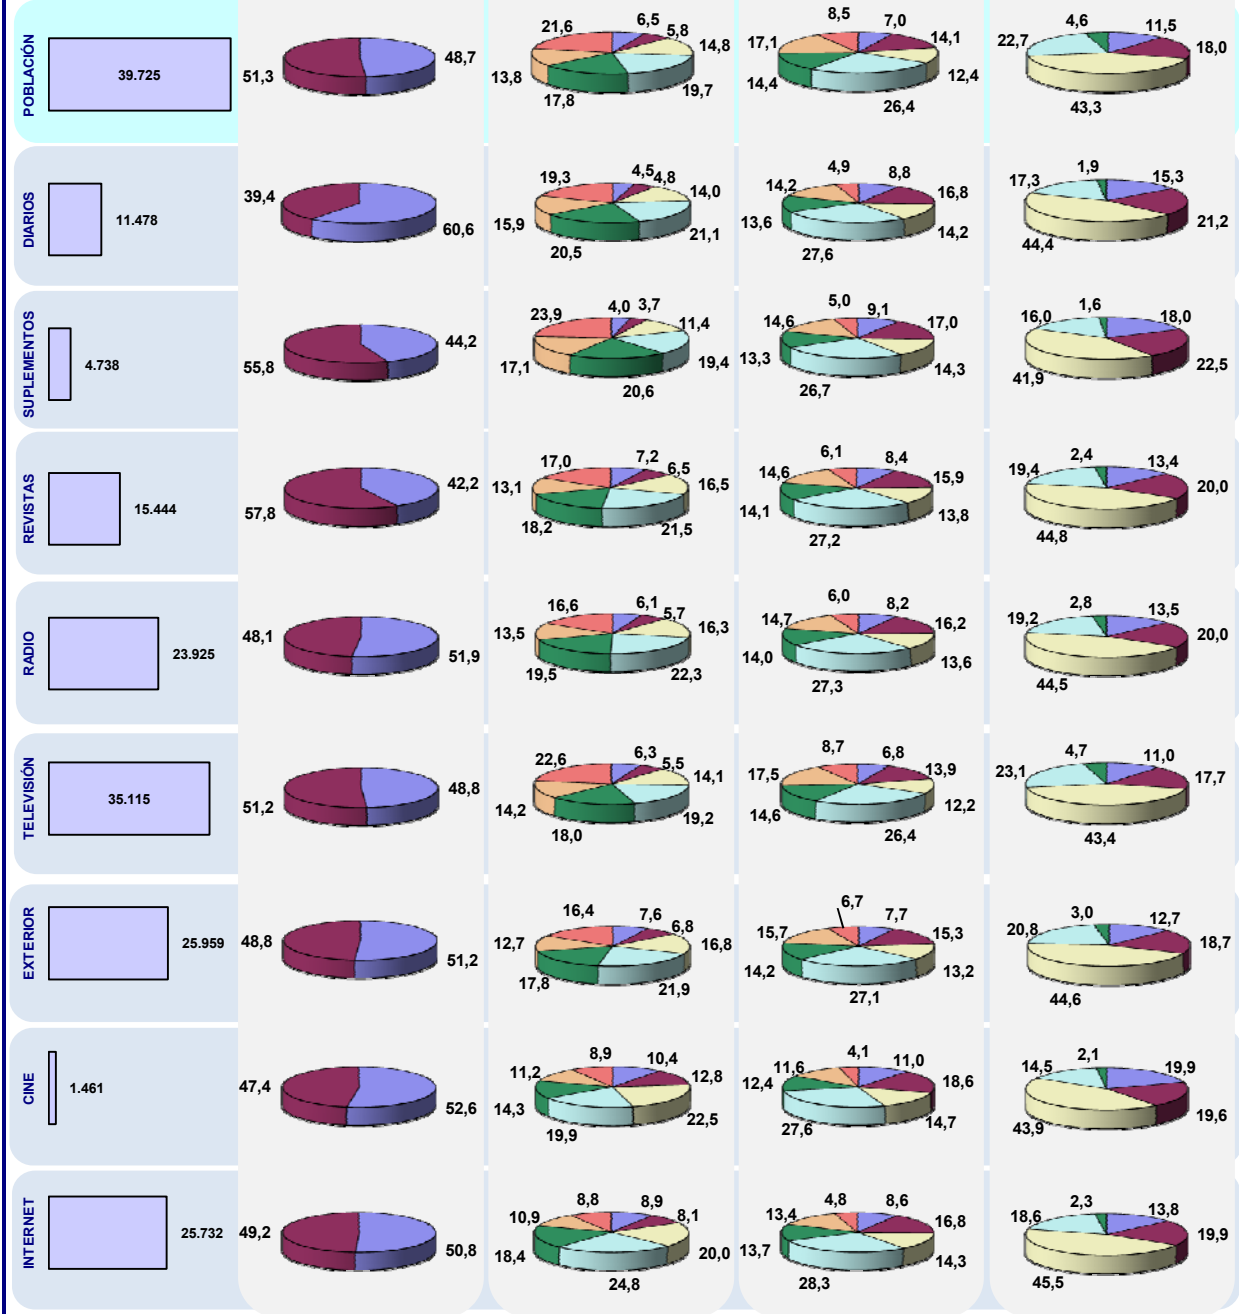 POBLACIÓN
39.725
51,3 48,7
21,6 6,5 5,8 14,8 19,7 17,8 13,8
8,5 7,0 14,1 12,4 26,4 14,4 17,1
4,6 11,5 18,0 43,3 22,7
DIARIOS
11.478
39,4 60,6
19,3 4,5 4,8 14,0 21,1 20,5 15,9
4,9 8,8 16,8 14,2 27,6 13,6 14,2
1,9 15,3 21,2 44,4 17,3
SUPLEMENTOS
4.738
55,8 44,2
23,9 4,0 3,7 11,4 19,4 20,6 17,1
5,0 9,1 17,0 14,3 26,7 13,3 14,6
1,6 18,0 22,5 41,9 16,0
REVISTAS
15.444
57,8 42,2
17,0 7,2 6,5 16,5 21,5 18,2 13,1
6,1 8,4 15,9 13,8 27,2 14,1 14,6
2,4 13,4 20,0 44,8 19,4
RADIO
23.925
48,1 51,9
16,6 6,1 5,7 16,3 22,3 19,5 13,5
6,0 8,2 16,2 13,6 27,3 14,0 14,7
2,8 13,5 20,0 44,5 19,2
TELEVISIÓN
35.115
51,2 48,8
22,6 6,3 5,5 14,1 19,2 18,0 14,2
8,7 6,8 13,9 12,2 26,4 14,6 17,5
4,7 11,0 17,7 43,4 23,1
EXTERIOR
25.959
48,8 51,2
16,4 7,6 6,8 16,8 21,9 17,8 12,7
6,7 7,7 15,3 13,2 27,1 14,2 15,7
3,0 12,7 18,7 44,6 20,8
CINE
1.461
47,4 52,6
8,9 10,4 12,8 22,5 19,9 14,3 11,2
4,1 11,0 18,6 14,7 27,6 12,4 11,6
2,1 19,9 19,6 43,9 14,5
INTERNET
25.732
49,2 50,8
8,8 8,9 8,1 20,0 24,8 18,4 10,9
4,8 8,6 16,8 14,3 28,3 13,7 13,4
2,3 13,8 19,9 45,5 18,6